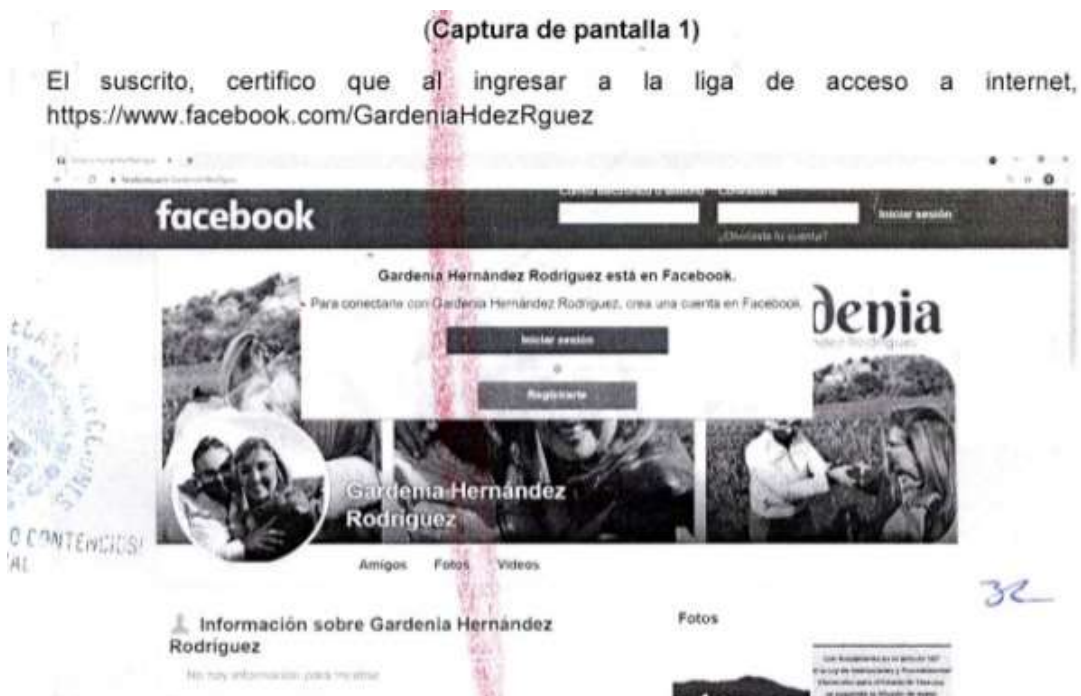 (Captura de pantalla 1)
El suscrito, certifico que al ingresar a la liga de acceso a internet,
https://www.facebook.com/GardeniaHdezRguez
facebook
Iniciar sesión
¿Olvidaste tu cuenta?
Gardenia Hernández Rodríguez está en Facebook.
Para conectarte con Gardenia Hernández Rodríguez, crea una cuenta en Facebook.
denia
Iniciar sesión
o
Registrarte
Gardenia Hernández
Rodríguez
O CONTENCIOS
AL
Amigos Fotos Videos
32
Información sobre Gardenia Hernández
Rodríguez
Fotos
No hay información para mostrar